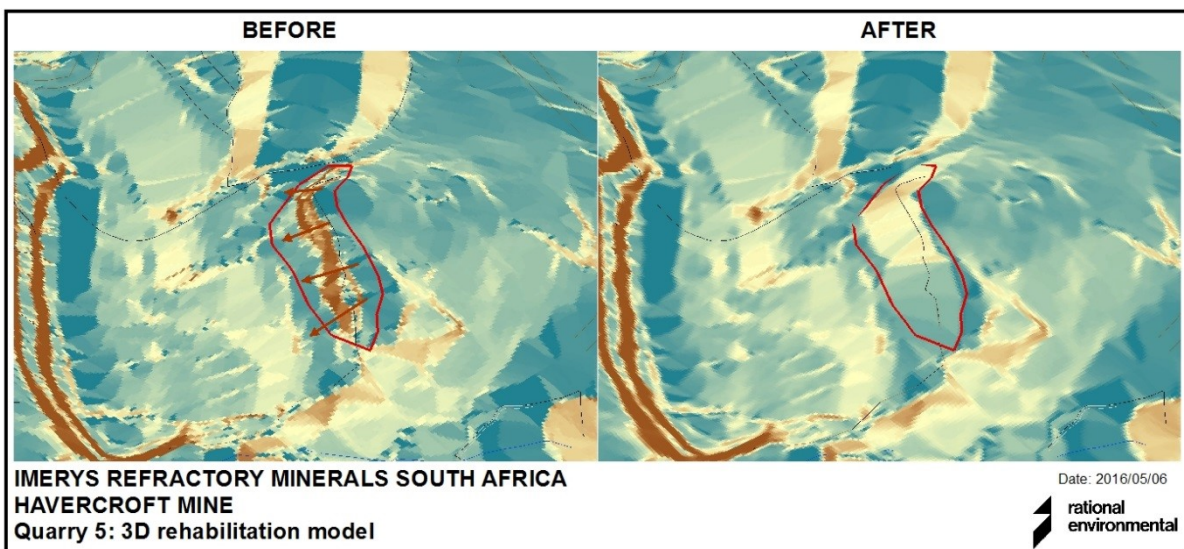 BEFORE
AFTER
IMERYS REFRACTORY MINERALS SOUTH AFRICA
HAVERCROFT MINE
Quarry 5: 3D rehabilitation model
Date: 2016/05/06
rational
environmental